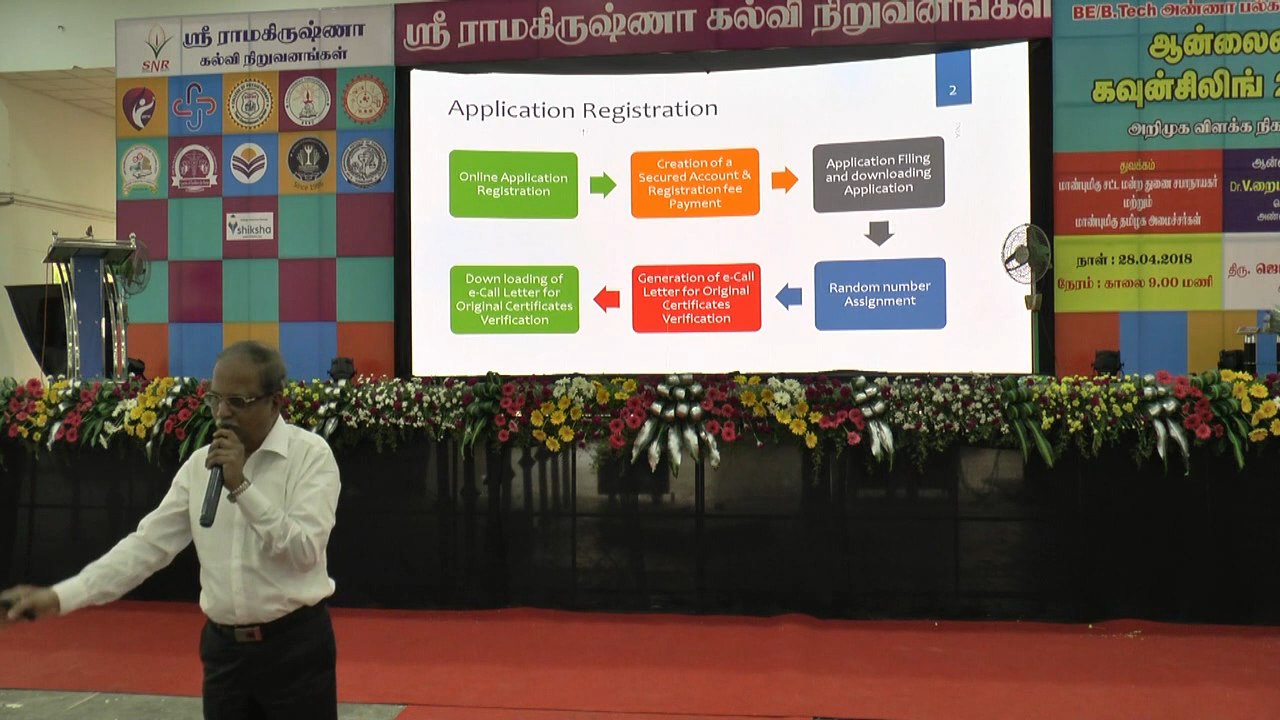 ஸ்ரீ ராமகிருஷ்ணா
கல்வி நிறுவனங்கள்
SNR
ஸ்ரீ ராமகிருஷ்ணா கல்வி நிறுவனங்கள்
shiksha
2
Application Registration
Online Application
Registration
Creation of a
Secured Account &
Registration fee
Payment
Application Filing
and downloading
Application
Random number
Assignment
Generation of e-Call
Letter for Original
Certificates
Verification
Down loading of
e-Call Letter for
Original Certificates
Verification
BE/B.Tech அண்ணா
கவுன்சிலிங்
அறிமுக விளக்க
துவக்கம்
மாண்புமிகு சட்ட மன்ற துணை சபாநாயகர்
மற்றும்
மாண்புமிகு தமிழக அமைச்சர்கள்
நாள் : 28.04.2018
நேரம் : காலை 9.00 மணி
திரு.